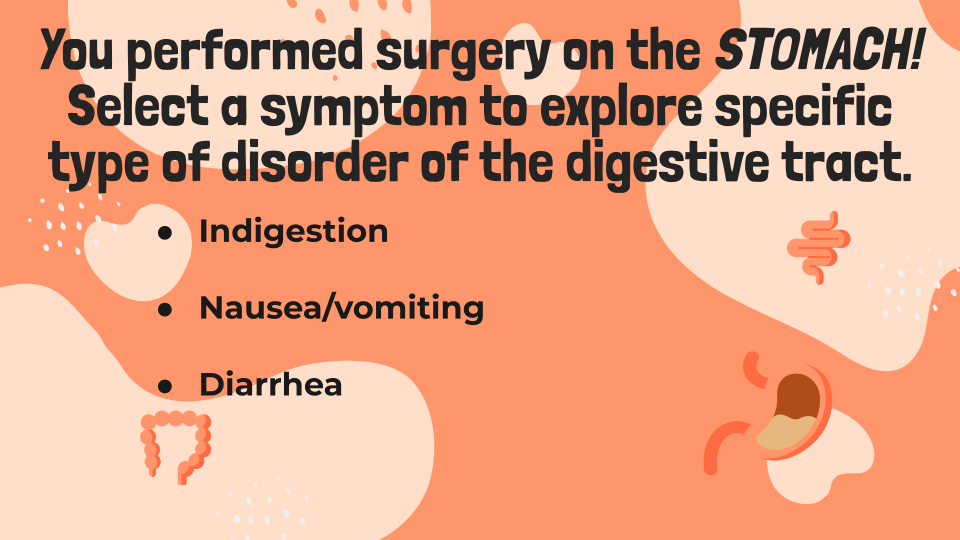 You performed surgery on the STOMACH!
Select a symptom to explore specific
type of disorder of the digestive tract.
● Indigestion
● Nausea/vomiting
● Diarrhea